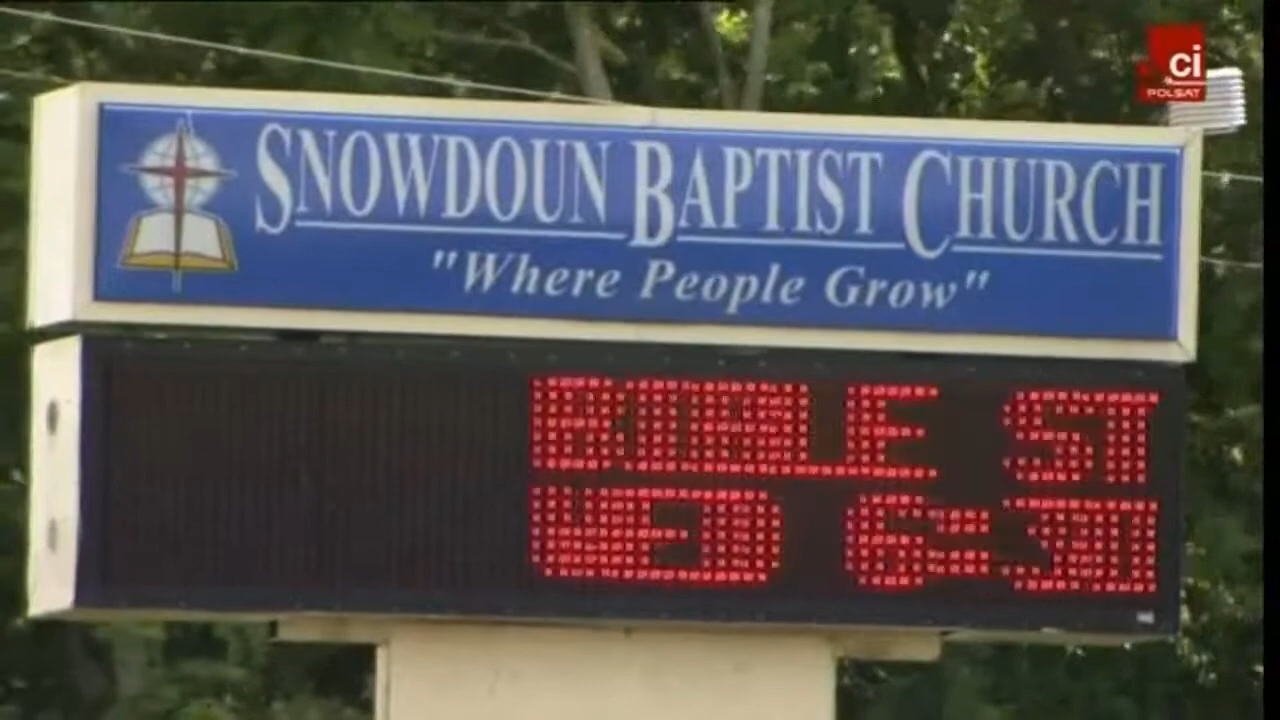 ci
POLSAT
SNOWDOUN BAPTIST CHURCH
"Where People Grow"
BIBLE ST
WED 6:30